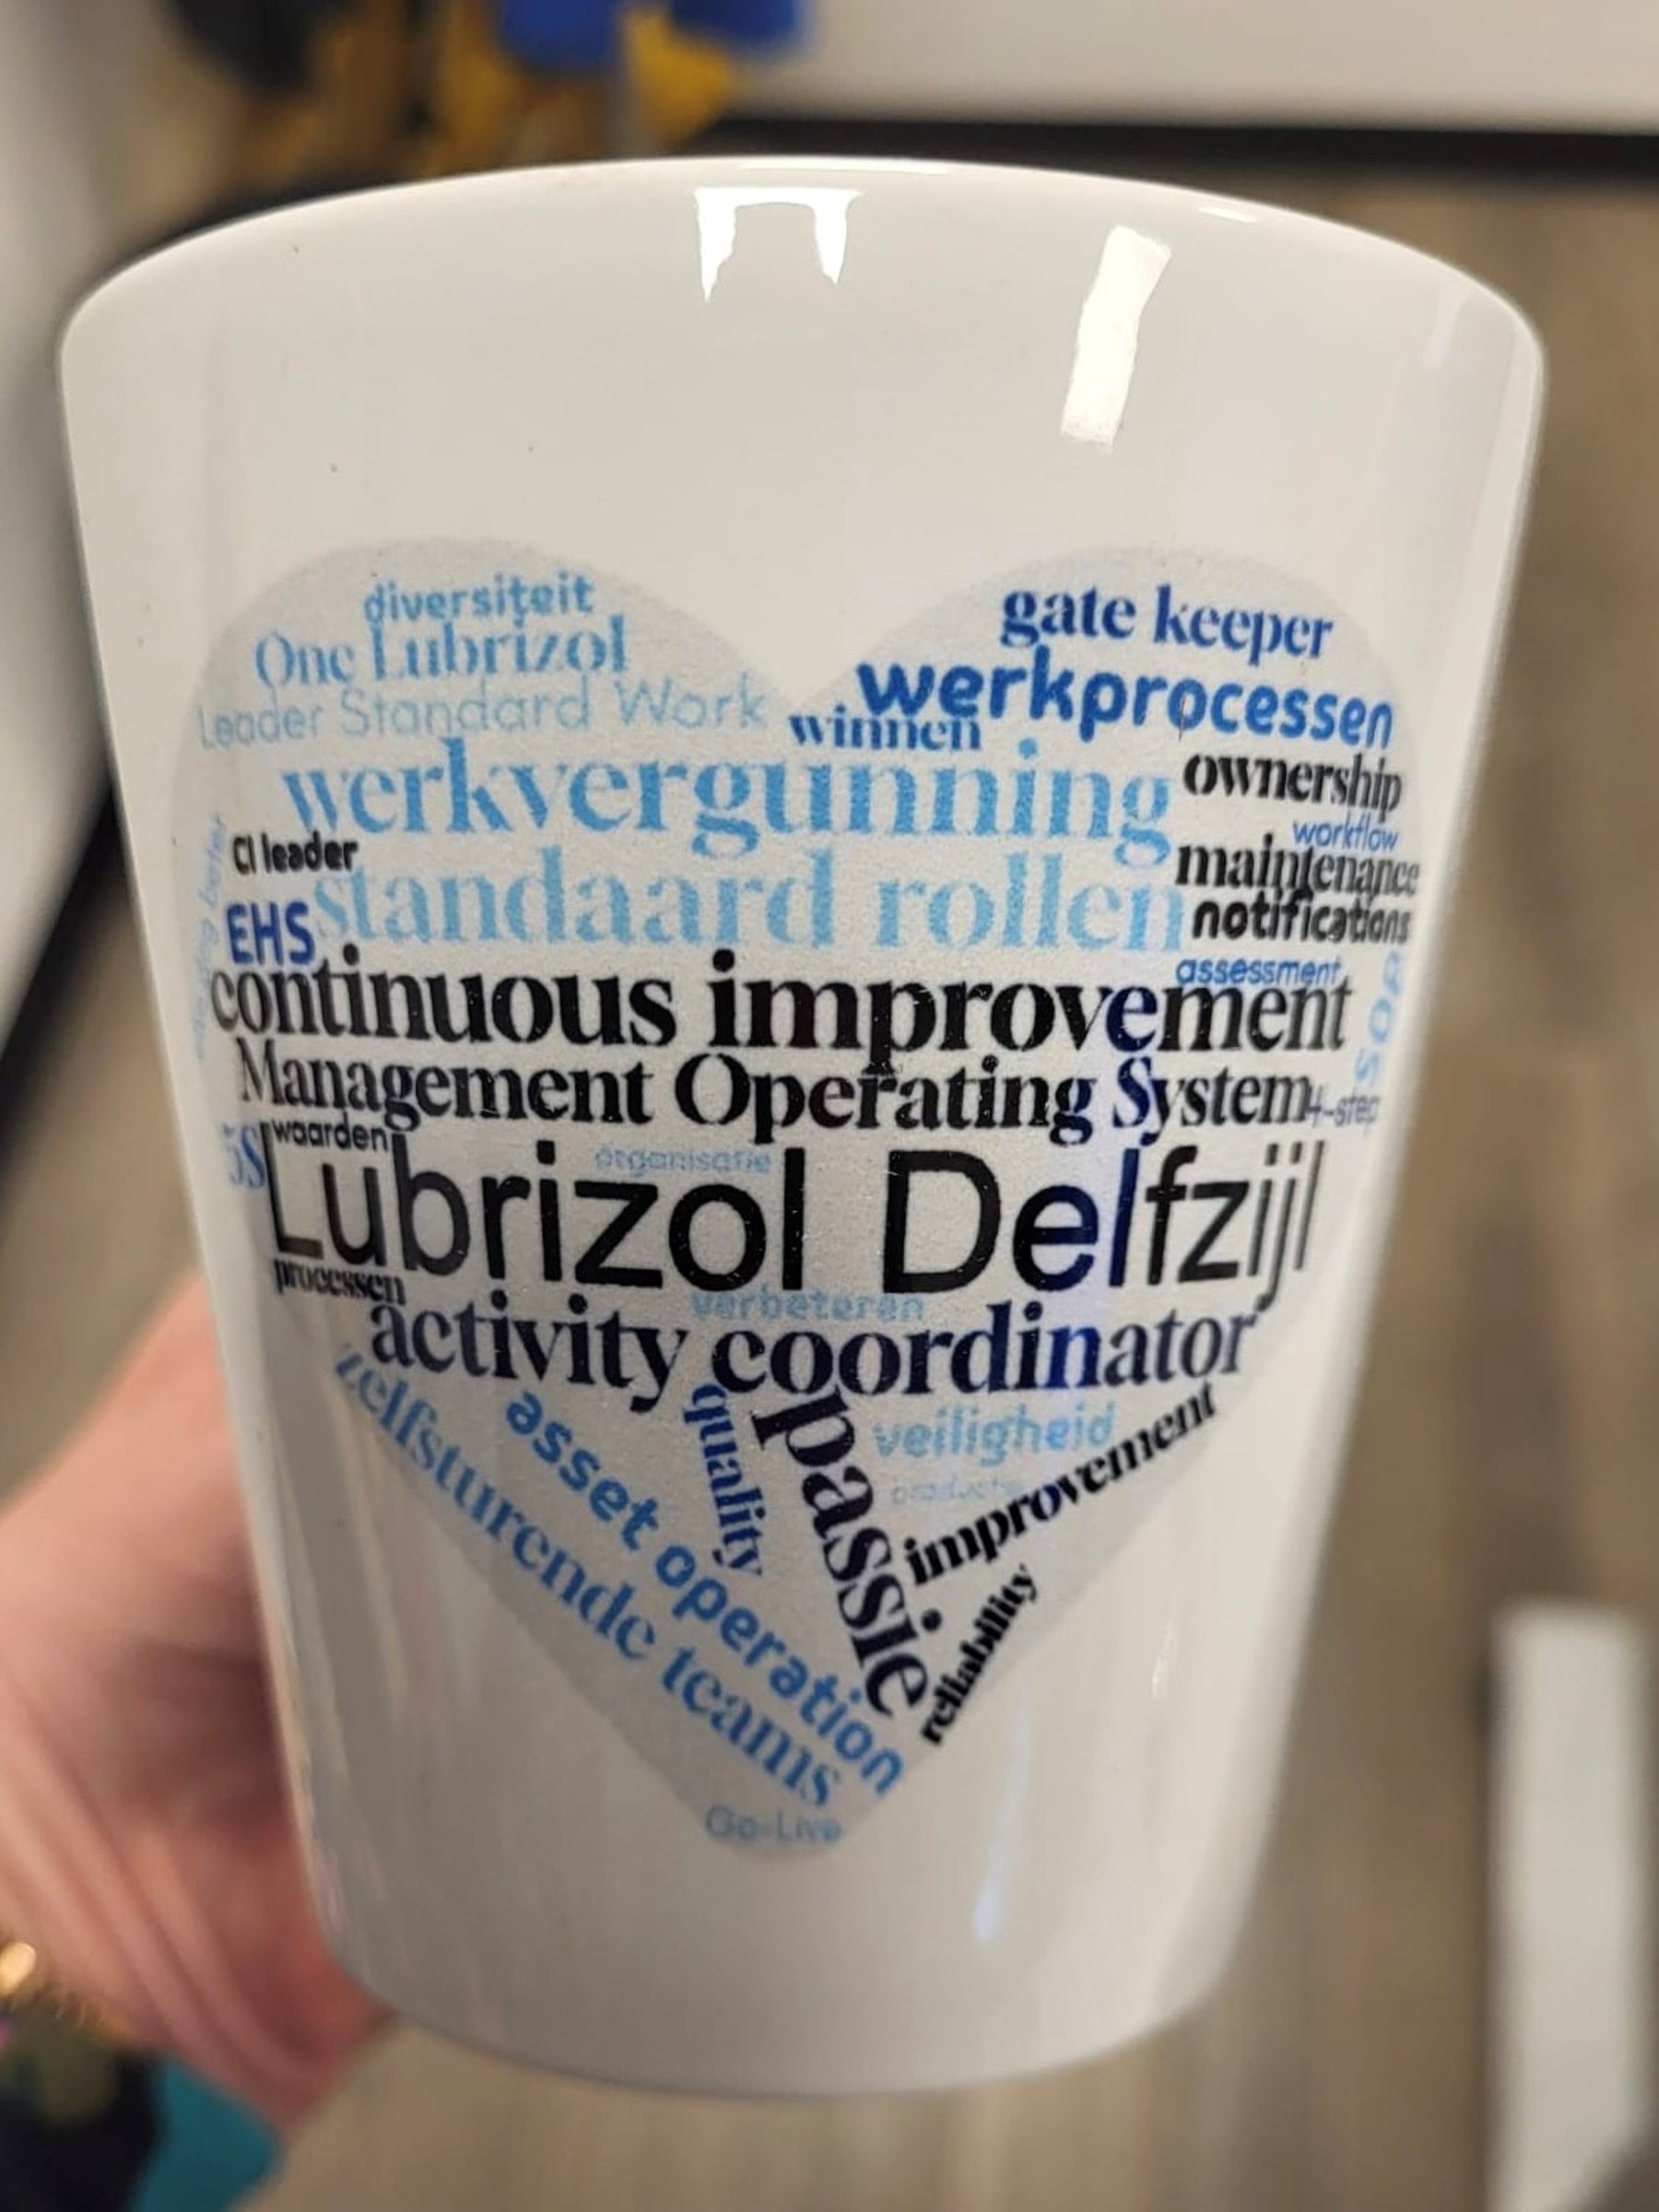 diversiteit
One Lubrizol
Leader Standard Work
gate keeper
werkprocessen
winnen
werkvergunning
ownership
workflow
CI leader
standaard rollen
maintenance
notifications
EHS
assessment
continuous improvement
Management Operating System
4-step
5S
waarden
organisatie
Lubrizol Delfzijl
processen
verbeteren
activity coordinator
zelfsturende teams
asset operation
quality
passie
veiligheid
improvement
reliability
Go-Live